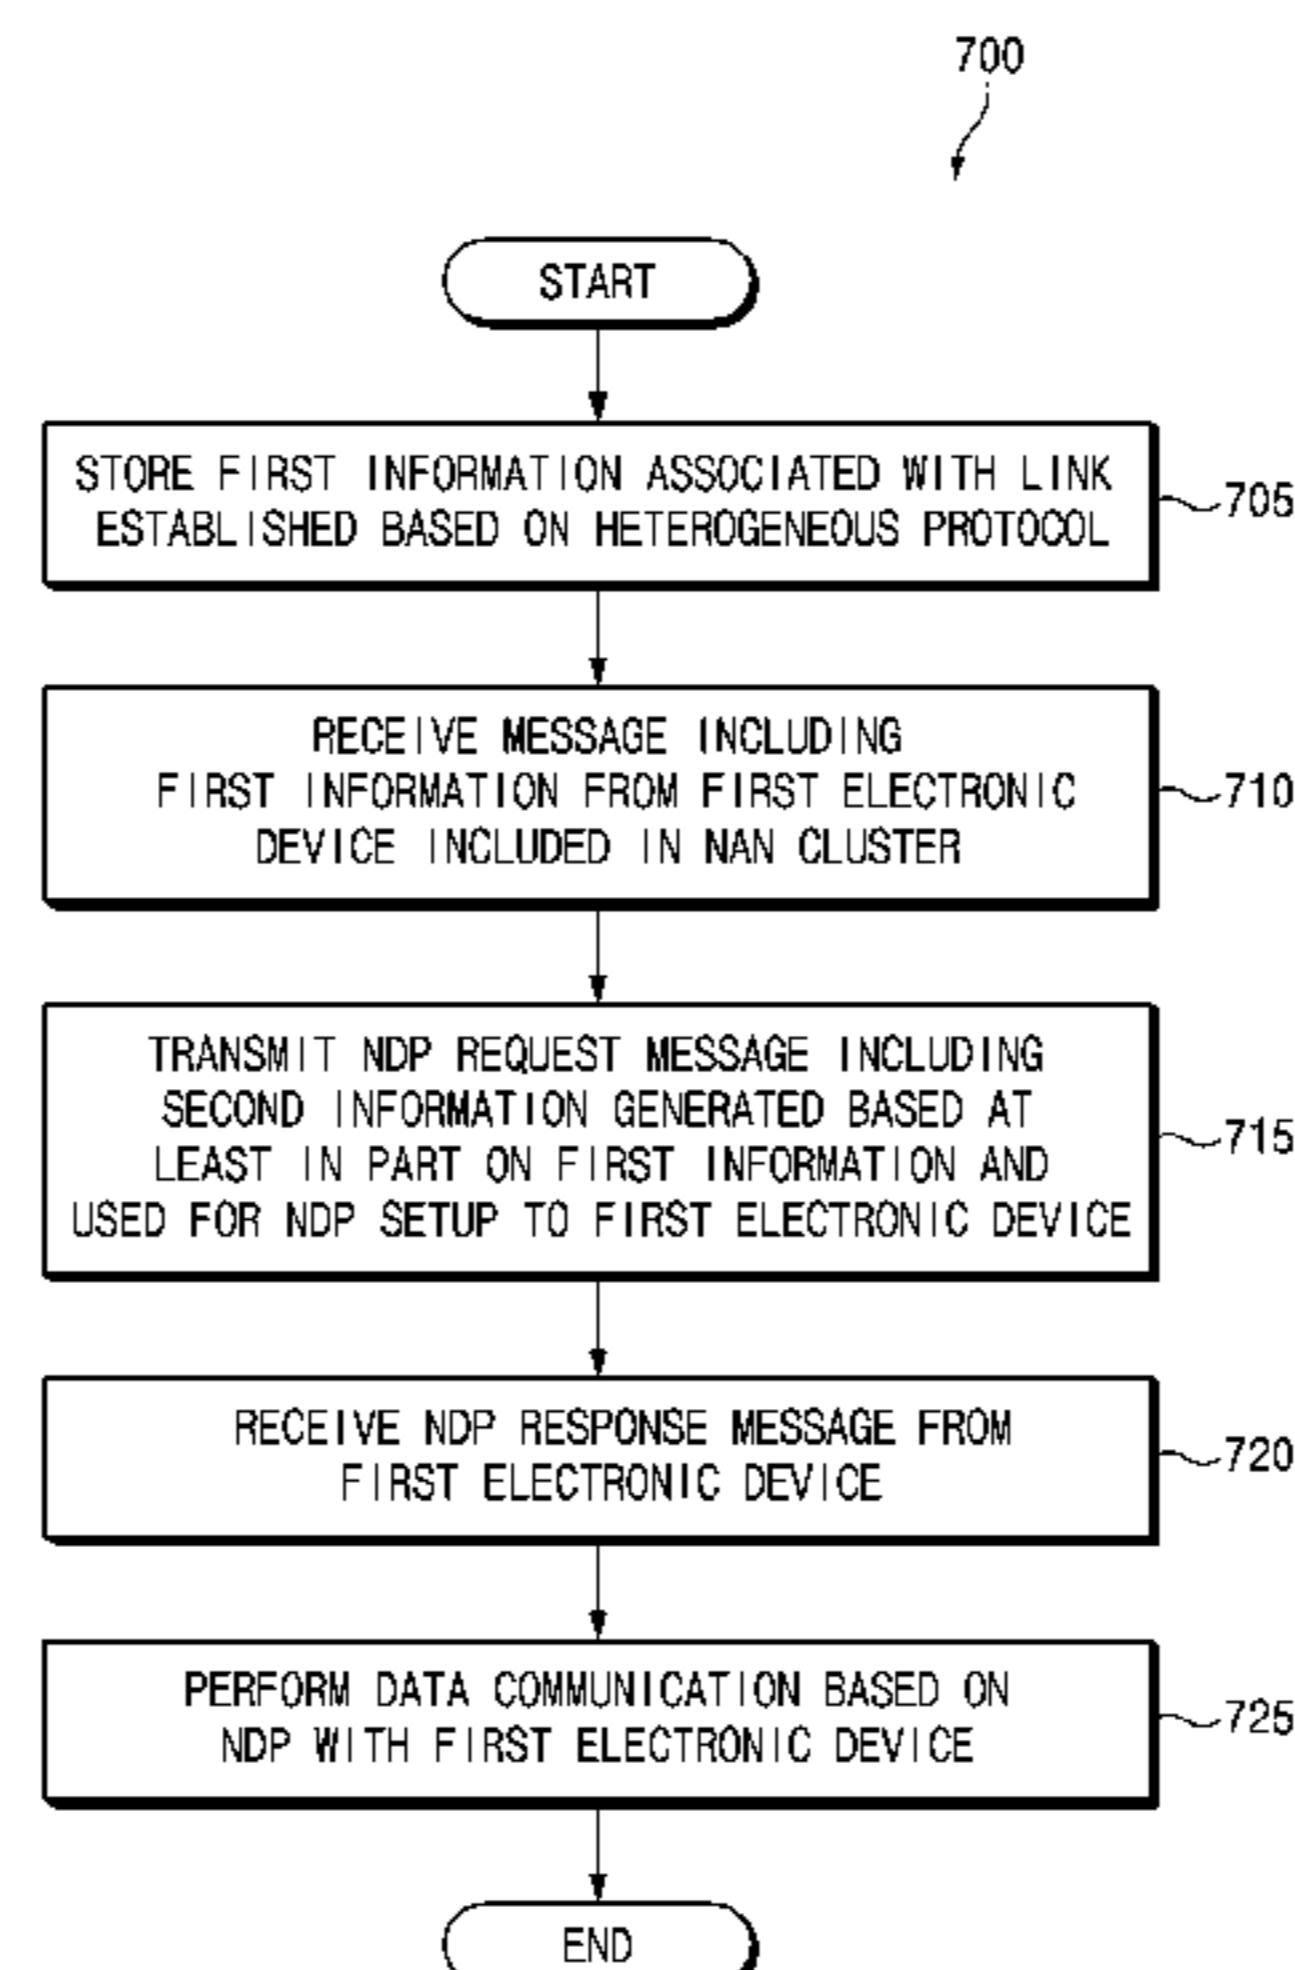 700
START
STORE FIRST INFORMATION ASSOCIATED WITH LINK
ESTABLISHED BASED ON HETEROGENEOUS PROTOCOL
705
RECEIVE MESSAGE INCLUDING
FIRST INFORMATION FROM FIRST ELECTRONIC
DEVICE INCLUDED IN NAN CLUSTER
710
TRANSMIT NDP REQUEST MESSAGE INCLUDING
SECOND INFORMATION GENERATED BASED AT
LEAST IN PART ON FIRST INFORMATION AND
USED FOR NDP SETUP TO FIRST ELECTRONIC DEVICE
715
RECEIVE NDP RESPONSE MESSAGE FROM
FIRST ELECTRONIC DEVICE
720
PERFORM DATA COMMUNICATION BASED ON
NDP WITH FIRST ELECTRONIC DEVICE
725
END